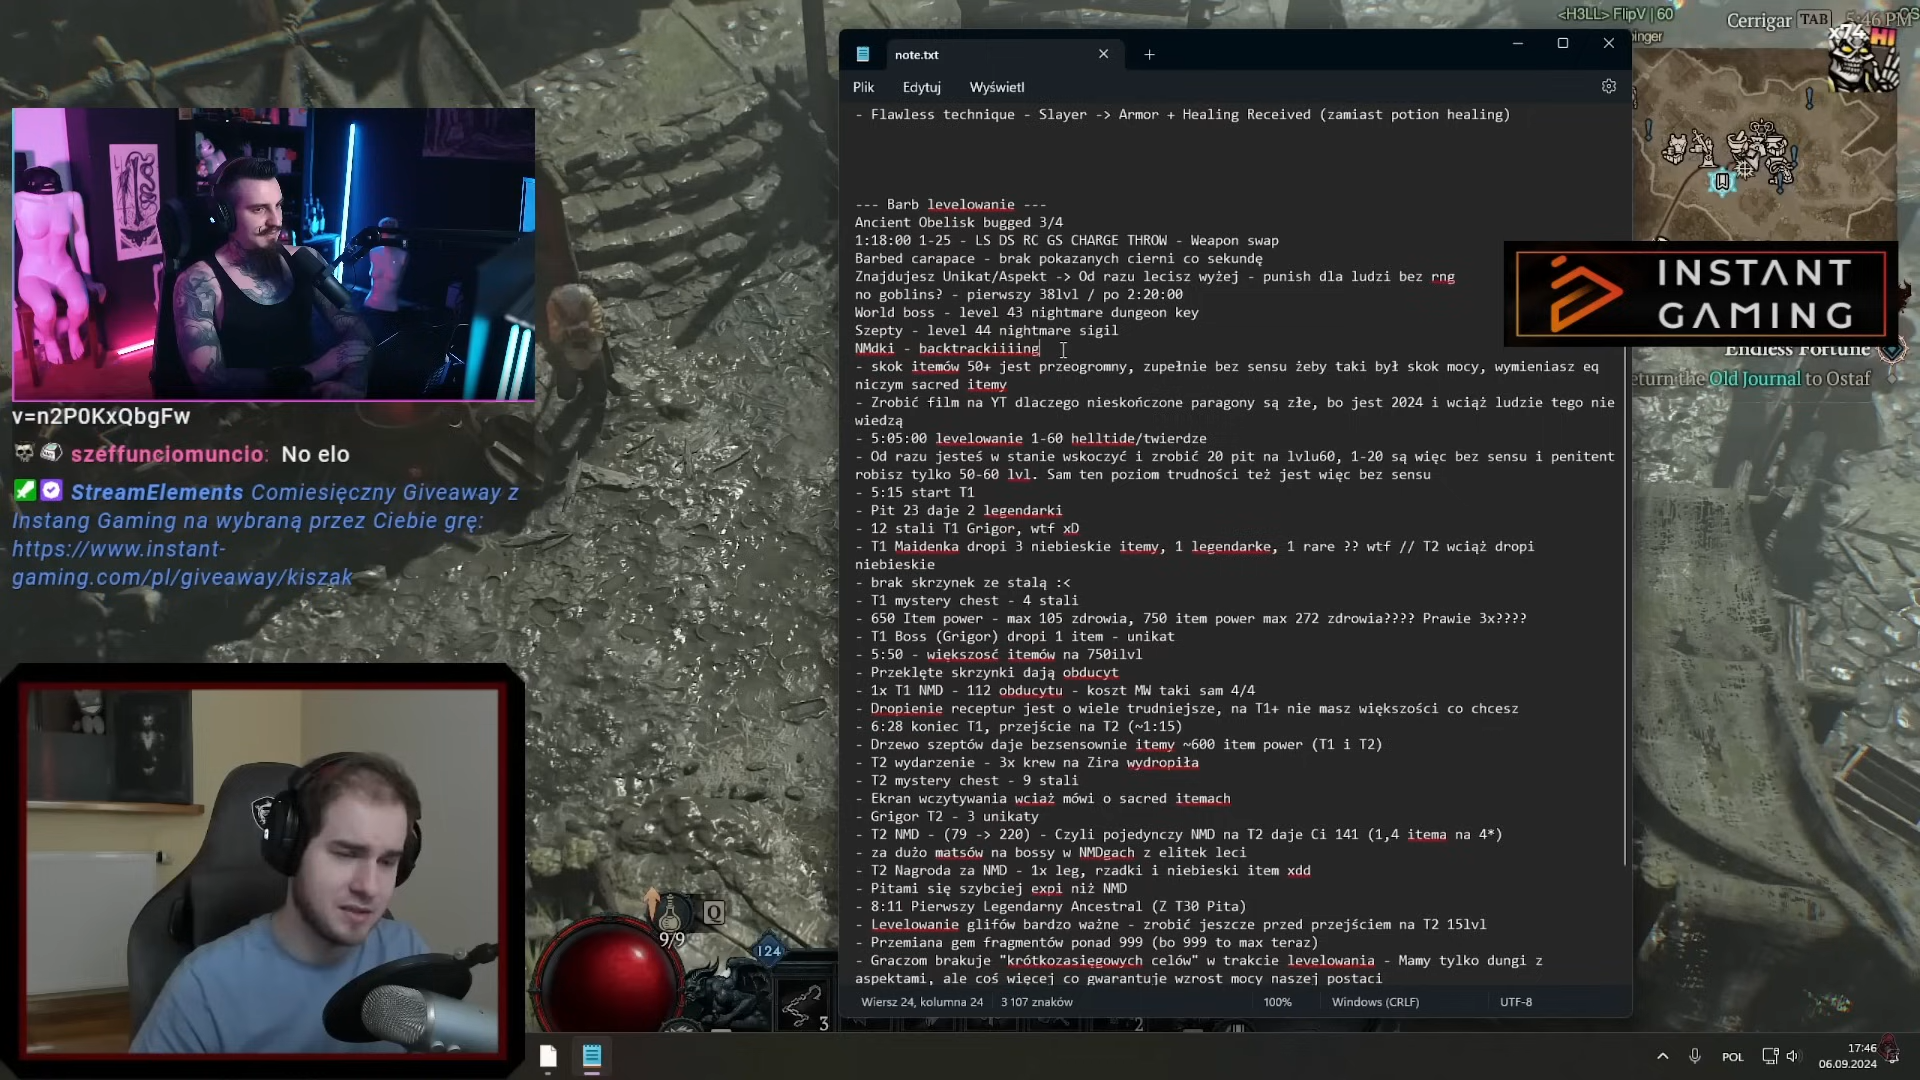 <H3LL> FlipV | 60
Cerrigar TAB 5:46 PM
x74 HI
note.txt
Plik Edytuj Wyświetl
- Flawless technique - Slayer -> Armor + Healing Received (zamiast potion healing)
--- Barb levelowanie ---
Ancient Obelisk bugged 3/4
1:18:00 1-25 - LS DS RC GS CHARGE THROW - Weapon swap
Barbed carapace - brak pokazanych cierni co sekundę
Znajdujesz Unikat/Aspekt -> Od razu lecisz wyżej - punish dla ludzi bez rng
no goblins? - pierwszy 38lvl / po 2:20:00
World boss - level 43 nightmare dungeon key
Szepty - level 44 nightmare sigil
NMdki - backtrackiiiing
- skok itemów 50+ jest przeogromny, zupełnie bez sensu żeby taki był skok mocy, wymieniasz eq
niczym sacred itemy
- Zrobić film na YT dlaczego nieskończone paragony są złe, bo jest 2024 i wciąż ludzie tego nie
wiedzą
- 5:05:00 levelowanie 1-60 helltide/twierdze
- Od razu jesteś w stanie wskoczyć i zrobić 20 pit na lvlu60, 1-20 są więc bez sensu i penitent
robisz tylko 50-60 lvl. Sam ten poziom trudności też jest więc bez sensu
- 5:15 start T1
- Pit 23 daje 2 legendarki
- 12 stali T1 Grigor, wtf xD
- T1 Maidenka dropi 3 niebieskie itemy, 1 legendarke, 1 rare ?? wtf // T2 wciąż dropi
niebieskie
- brak skrzynek ze stalą :<
- T1 mystery chest - 4 stali
- 650 Item power - max 105 zdrowia, 750 item power max 272 zdrowia???? Prawie 3x????
- T1 Boss (Grigor) dropi 1 item - unikat
- 5:50 - większosć itemów na 750ilvl
- Przeklęte skrzynki dają obducyt
- 1x T1 NMD - 112 obducytu - koszt MW taki sam 4/4
- Dropienie receptur jest o wiele trudniejsze, na T1+ nie masz większości co chcesz
- 6:28 koniec T1, przejście na T2 (~1:15)
- Drzewo szeptów daje bezsensownie itemy ~600 item power (T1 i T2)
- T2 wydarzenie - 3x krew na Zira wydropiła
- T2 mystery chest - 9 stali
- Ekran wczytywania wciaż mówi o sacred itemach
- Grigor T2 - 3 unikaty
- T2 NMD - (79 -> 220) - Czyli pojedynczy NMD na T2 daje Ci 141 (1,4 itema na 4*)
- za dużo matsów na bossy w NMDgach z elitek leci
- T2 Nagroda za NMD - 1x leg, rzadki i niebieski item xdd
- Pitami się szybciej expi niż NMD
- 8:11 Pierwszy Legendarny Ancestral (Z T30 Pita)
- Levelowanie glifów bardzo ważne - zrobić jeszcze przed przejściem na T2 15lvl
- Przemiana gem fragmentów ponad 999 (bo 999 to max teraz)
- Graczom brakuje "krótkozasięgowych celów" w trakcie levelowania - Mamy tylko dungi z
aspektami, ale coś więcej co gwarantuje wzrost mocy naszej postaci
Wiersz 24, kolumna 24 3 107 znaków 100% Windows (CRLF) UTF-8
INSTANT
GAMING
Endless Fortune
eturn the Old Journal to Ostaf
v=n2P0KxQbgFw
szeffunciomuncio: No elo
StreamElements Comiesięczny Giveaway z
Instang Gaming na wybraną przez Ciebie grę:
https://www.instant-
gaming.com/pl/giveaway/kiszak
9/9
Q
124
3
2
POL
17:46
06.09.2024